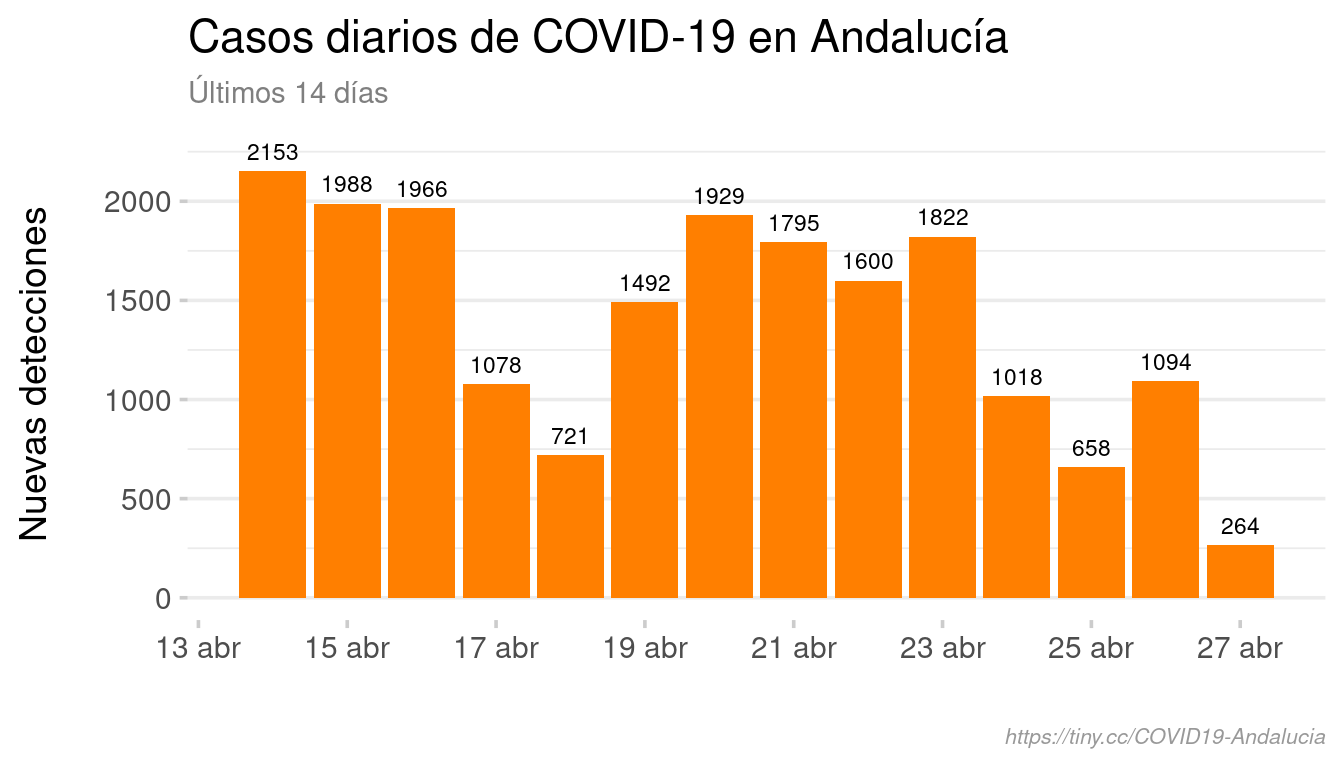 Casos diarios de COVID-19 en Andalucía
Últimos 14 días
Nuevas detecciones
2000
1500
1000
500
0
2153
1988
1966
1078
721
1492
1929
1795
1600
1822
1018
658
1094
264
13 abr
15 abr
17 abr
19 abr
21 abr
23 abr
25 abr
27 abr
https://tiny.cc/COVID19-Andalucia